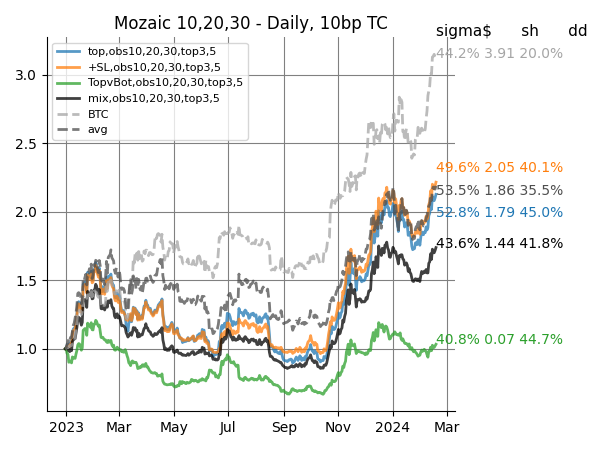 Mozaic 10,20,30 - Daily, 10bp TC
sigma$ sh dd
top,obs10,20,30,top3,5
+SL,obs10,20,30,top3,5
TopvBot,obs10,20,30,top3,5
mix,obs10,20,30,top3,5
BTC
avg
44.2% 3.91 20.0%
49.6% 2.05 40.1%
53.5% 1.86 35.5%
52.8% 1.79 45.0%
43.6% 1.44 41.8%
40.8% 0.07 44.7%
3.0
2.5
2.0
1.5
1.0
2023 Mar May Jul Sep Nov 2024 Mar